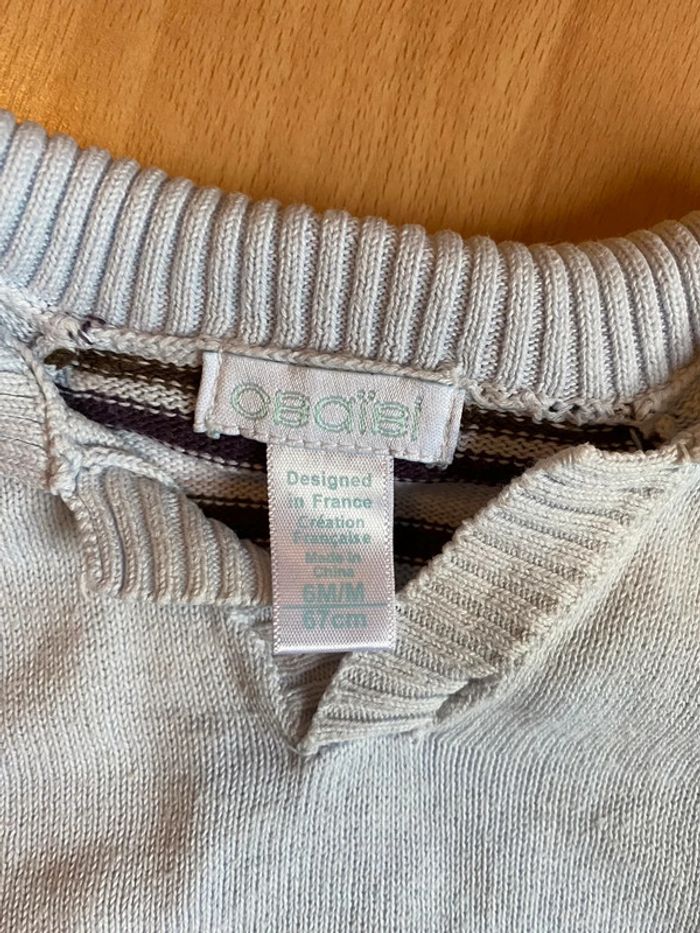 OBAÏBI
Designed
in France
Création
Française
Made in
China
6M/M
67cm